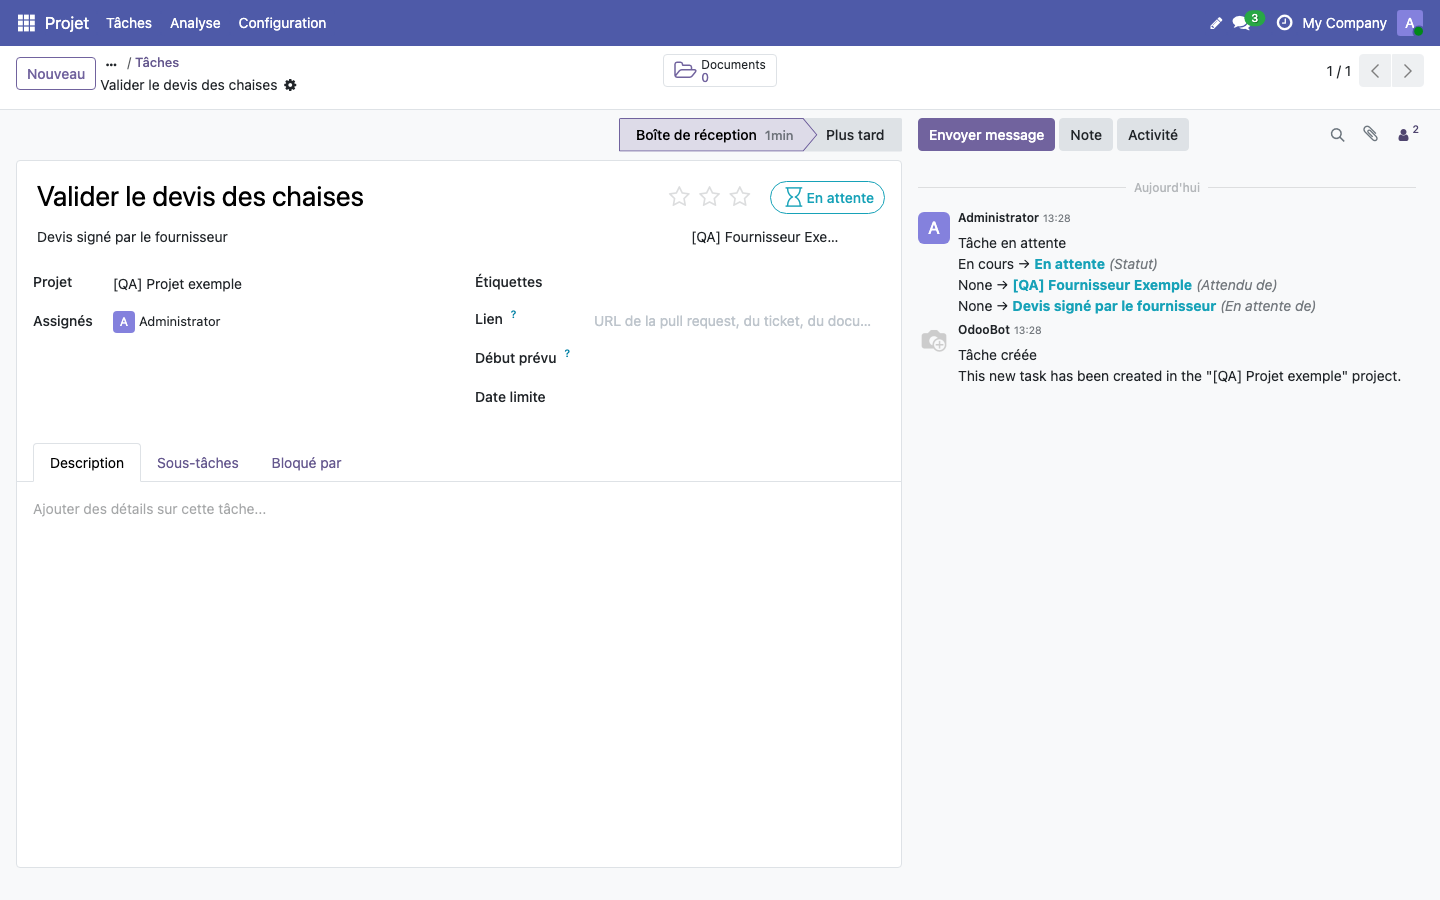 Projet Tâches Analyse Configuration 3 My Company A
Nouveau ... / Tâches
Valider le devis des chaises
Documents
0
1 / 1
Boîte de réception 1min Plus tard
Envoyer message Note Activité 2
Valider le devis des chaises
En attente
Devis signé par le fournisseur [QA] Fournisseur Exe...
Projet [QA] Projet exemple
Assignés A Administrator
Étiquettes
Lien ? URL de la pull request, du ticket, du docu...
Début prévu ?
Date limite
Description Sous-tâches Bloqué par
Ajouter des détails sur cette tâche...
Aujourd'hui
A Administrator 13:28
Tâche en attente
En cours → En attente (Statut)
None → [QA] Fournisseur Exemple (Attendu de)
None → Devis signé par le fournisseur (En attente de)
OdooBot 13:28
Tâche créée
This new task has been created in the "[QA] Projet exemple" project.